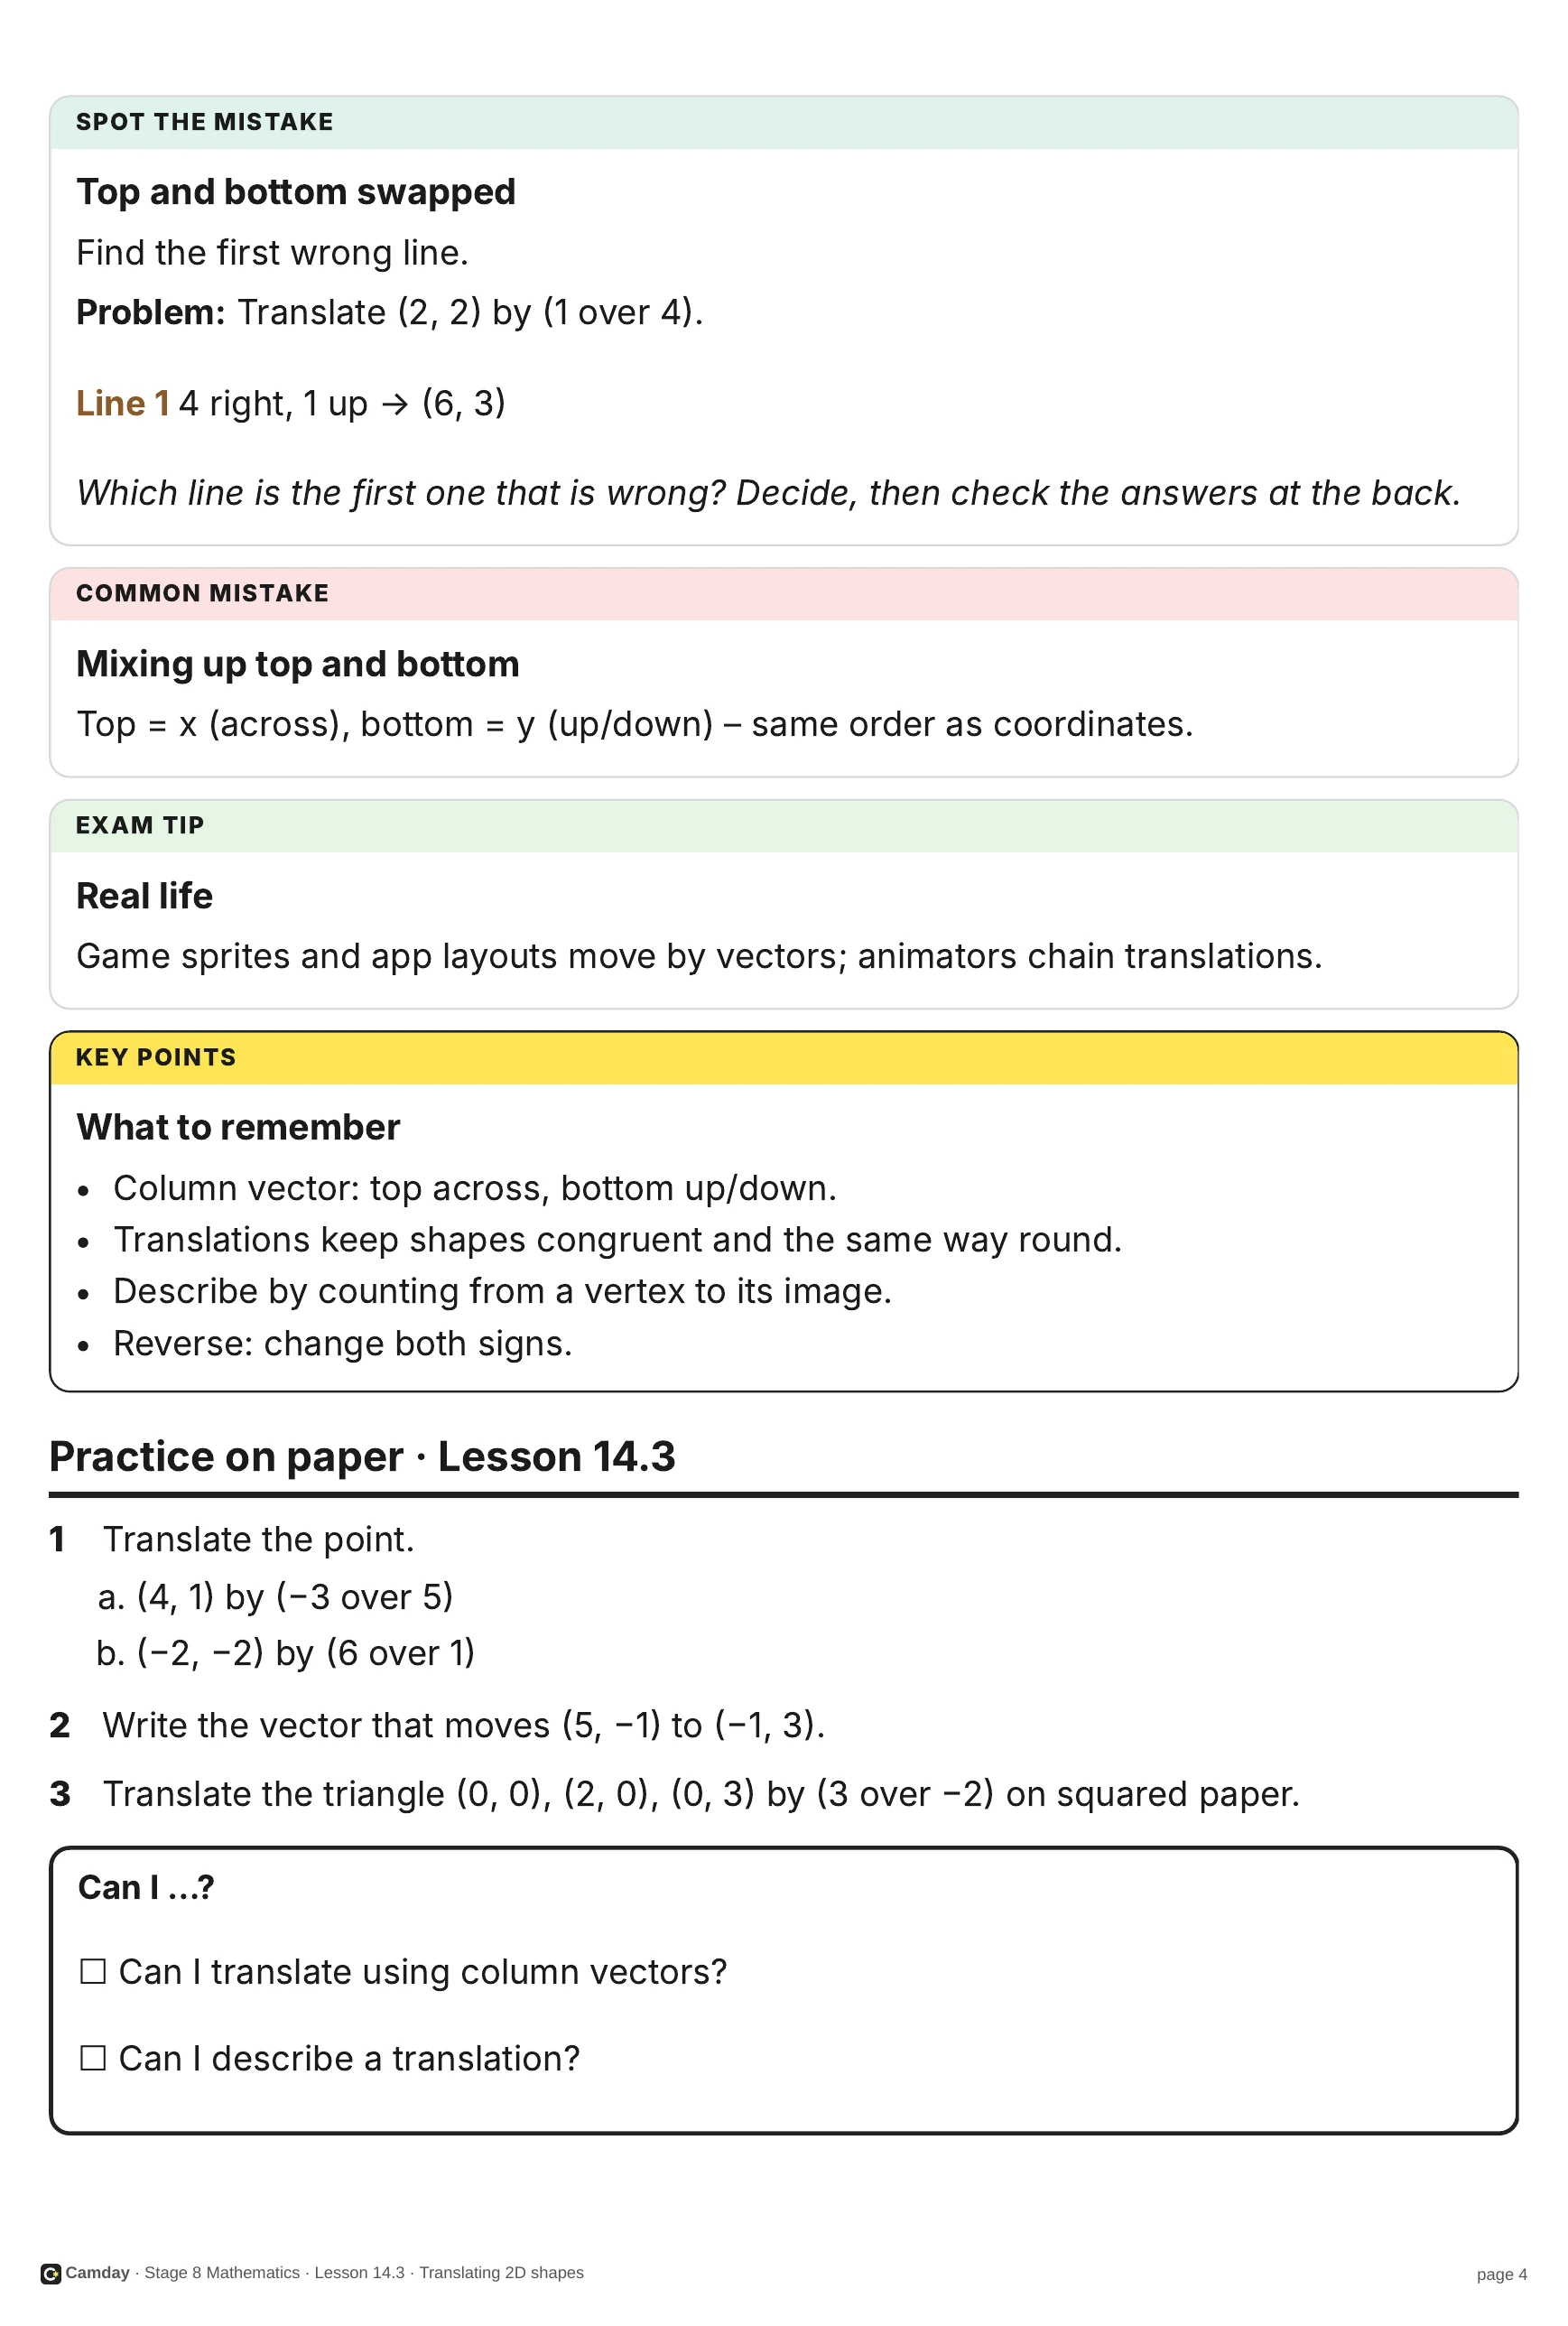 SPOT THE MISTAKE
Top and bottom swapped
Find the first wrong line.
Problem: Translate (2, 2) by (1 over 4).
Line 1 4 right, 1 up → (6, 3)
Which line is the first one that is wrong? Decide, then check the answers at the back.
COMMON MISTAKE
Mixing up top and bottom
Top = x (across), bottom = y (up/down) – same order as coordinates.
EXAM TIP
Real life
Game sprites and app layouts move by vectors; animators chain translations.
KEY POINTS
What to remember
• Column vector: top across, bottom up/down.
• Translations keep shapes congruent and the same way round.
• Describe by counting from a vertex to its image.
• Reverse: change both signs.
Practice on paper · Lesson 14.3
1 Translate the point.
a. (4, 1) by (−3 over 5)
b. (−2, −2) by (6 over 1)
2 Write the vector that moves (5, −1) to (−1, 3).
3 Translate the triangle (0, 0), (2, 0), (0, 3) by (3 over −2) on squared paper.
Can I …?
☐ Can I translate using column vectors?
☐ Can I describe a translation?
Camday · Stage 8 Mathematics · Lesson 14.3 · Translating 2D shapes
page 4